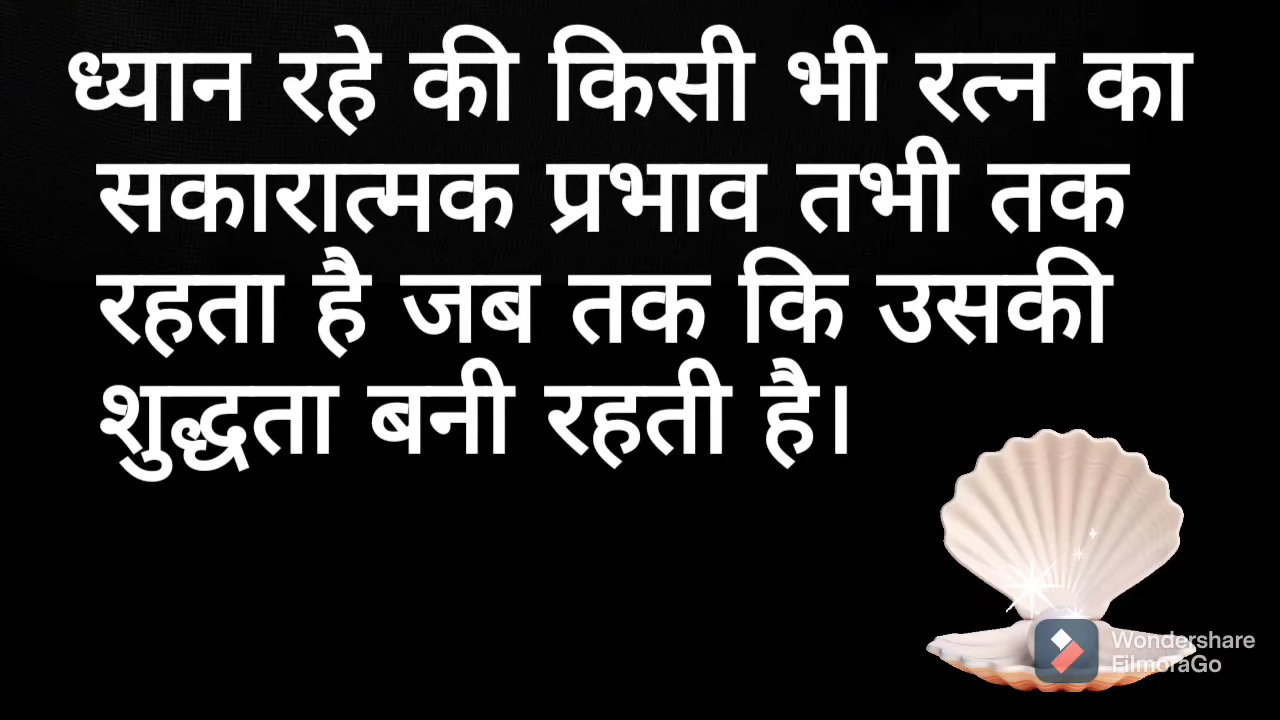 ध्यान रहे की किसी भी रत्न का
सकारात्मक प्रभाव तभी तक
रहता है जब तक कि उसकी
शुद्धता बनी रहती है।
Wondershare
FilmoraGo